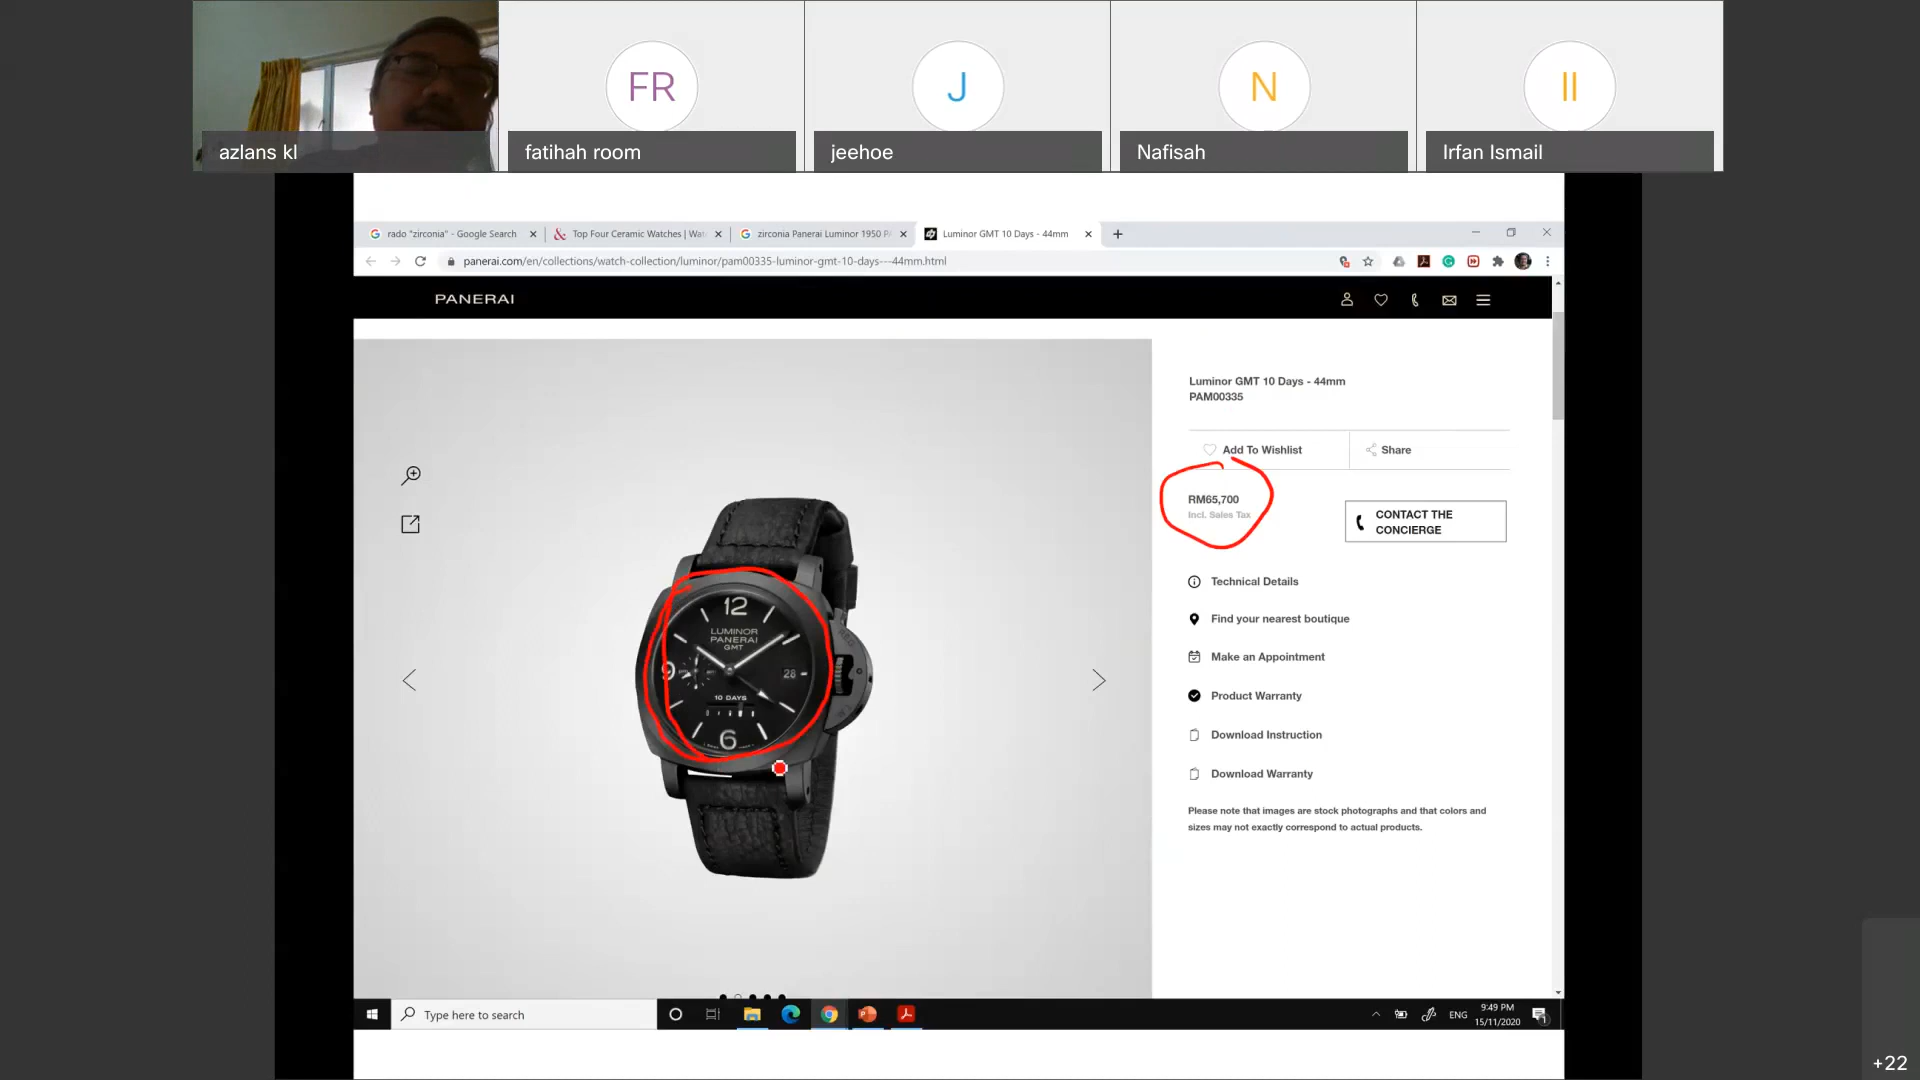 FR
J
N
II
azlans kl
fatihah room
jeehoe
Nafisah
Irfan Ismail
rado "zirconia" - Google Search
Top Four Ceramic Watches | Wat
zirconia Panerai Luminor 1950 PA
Luminor GMT 10 Days - 44mm
panerai.com/en/collections/watch-collection/luminor/pam00335-luminor-gmt-10-days---44mm.html
PANERAI
Luminor GMT 10 Days - 44mm
PAM00335
Add To Wishlist
Share
RM65,700
Incl. Sales Tax
CONTACT THE
CONCIERGE
12
LUMINOR
PANERAI
GMT
9
28
10 DAYS
6
Technical Details
Find your nearest boutique
Make an Appointment
Product Warranty
Download Instruction
Download Warranty
Please note that images are stock photographs and that colors and
sizes may not exactly correspond to actual products.
Type here to search
ENG
9:49 PM
15/11/2020
1
+22